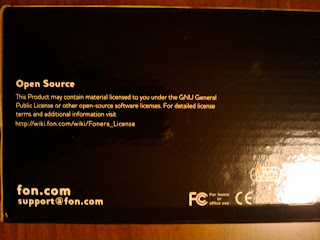 Open Source
This Product may contain material licensed to you under the GNU General
Public License or other open-source software licenses. For detailed license
terms and additional information visit
http://wiki.fon.com/wiki/Fonera_License
fon.com
support@fon.com
FC For home
or
office use
CE